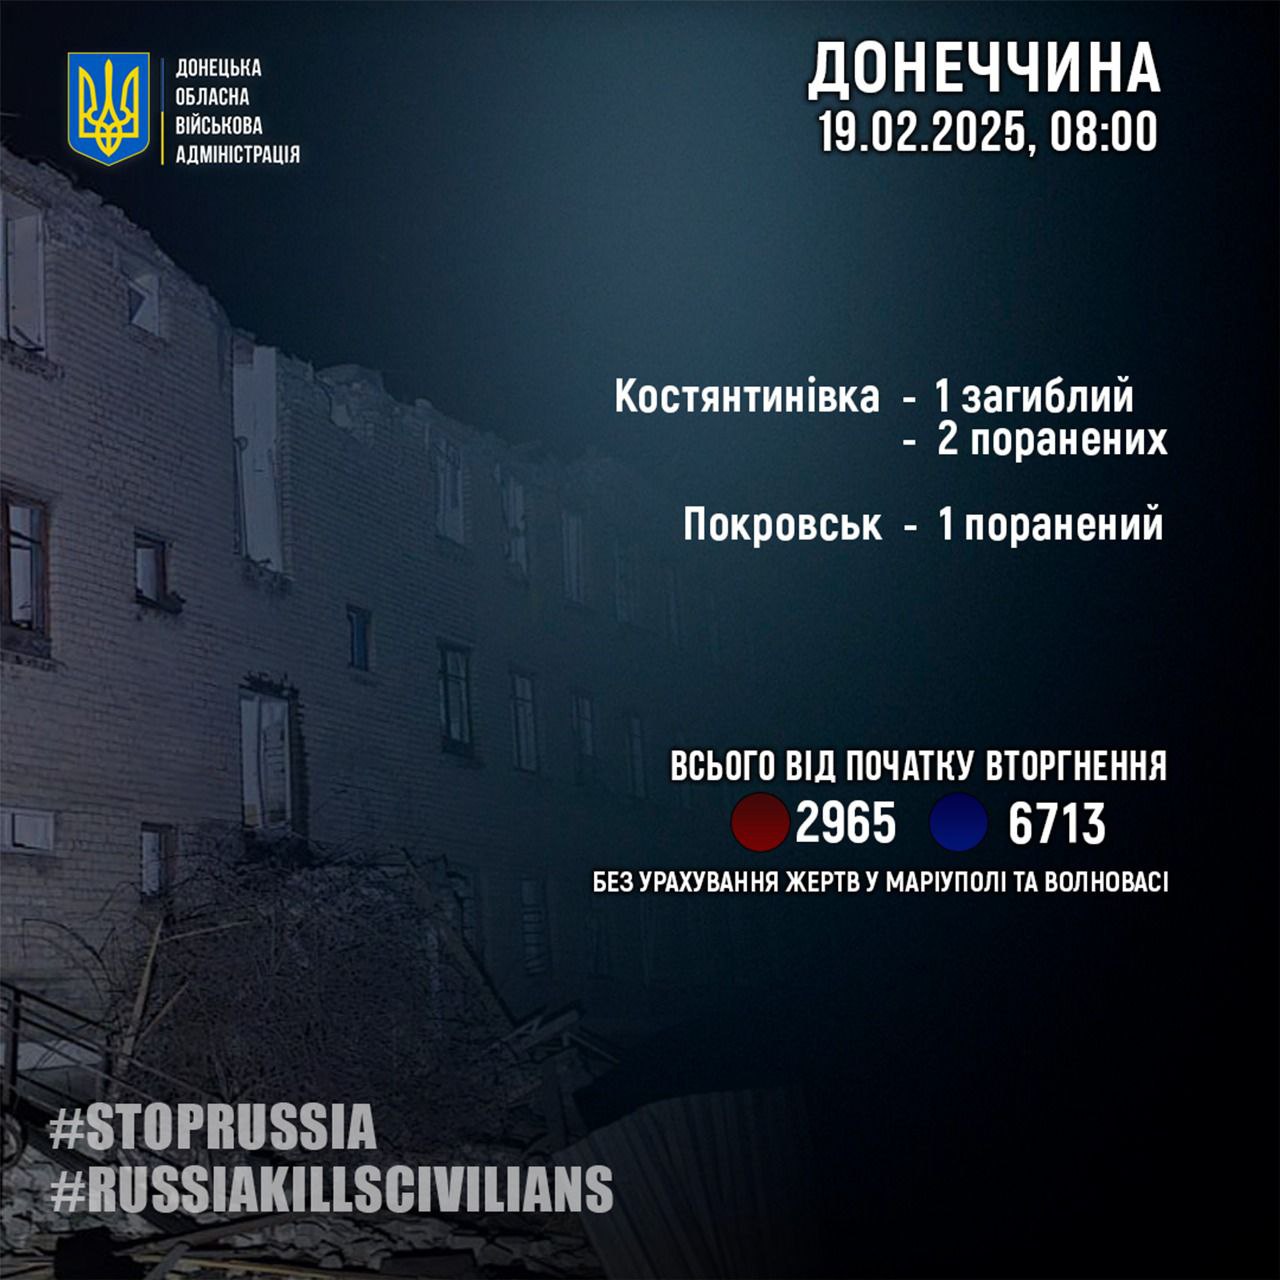 ДОНЕЦЬКА
ОБЛАСНА
ВІЙСЬКОВА
АДМІНІСТРАЦІЯ
ДОНЕЧЧИНА
19.02.2025, 08:00
Костянтинівка - 1 загиблий
- 2 поранених
Покровськ - 1 поранений
ВСЬОГО ВІД ПОЧАТКУ ВТОРГНЕННЯ
2965 6713
БЕЗ УРАХУВАННЯ ЖЕРТВ У МАРІУПОЛІ ТА ВОЛНОВАСІ
#STOPRUSSIA
#RUSSIAKILLSCIVILIANS